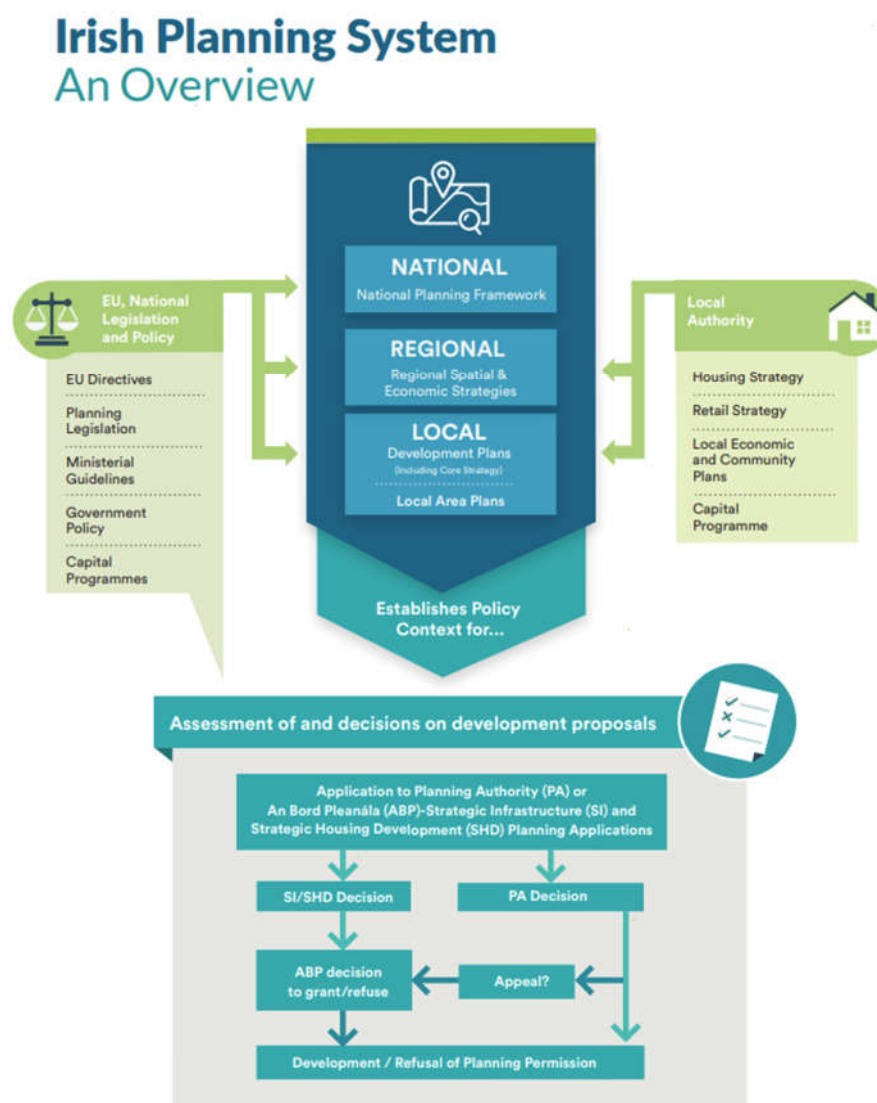 Irish Planning System
An Overview
NATIONAL
National Planning Framework
REGIONAL
Regional Spatial &
Economic Strategies
LOCAL
Development Plans
(Including Core Strategy)
Local Area Plans
EU, National
Legislation
and Policy
EU Directives
Planning
Legislation
Ministerial
Guidelines
Government
Policy
Capital
Programmes
Local
Authority
Housing Strategy
Retail Strategy
Local Economic
and Community
Plans
Capital
Programme
Establishes Policy
Context for...
Assessment of and decisions on development proposals
Application to Planning Authority (PA) or
An Bord Pleanála (ABP)-Strategic Infrastructure (SI) and
Strategic Housing Development (SHD) Planning Applications
SI/SHD Decision
PA Decision
ABP decision
to grant/refuse
Appeal?
Development / Refusal of Planning Permission